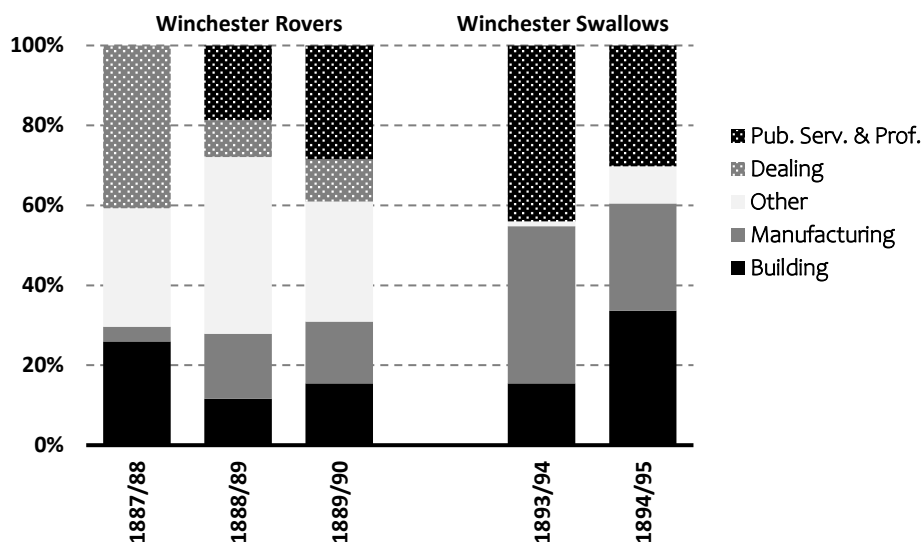 Winchester Rovers
Winchester Swallows
100%
80%
60%
40%
20%
0%
Pub. Serv. & Prof.
Dealing
Other
Manufacturing
Building
1887/88
1888/89
1889/90
1893/94
1894/95